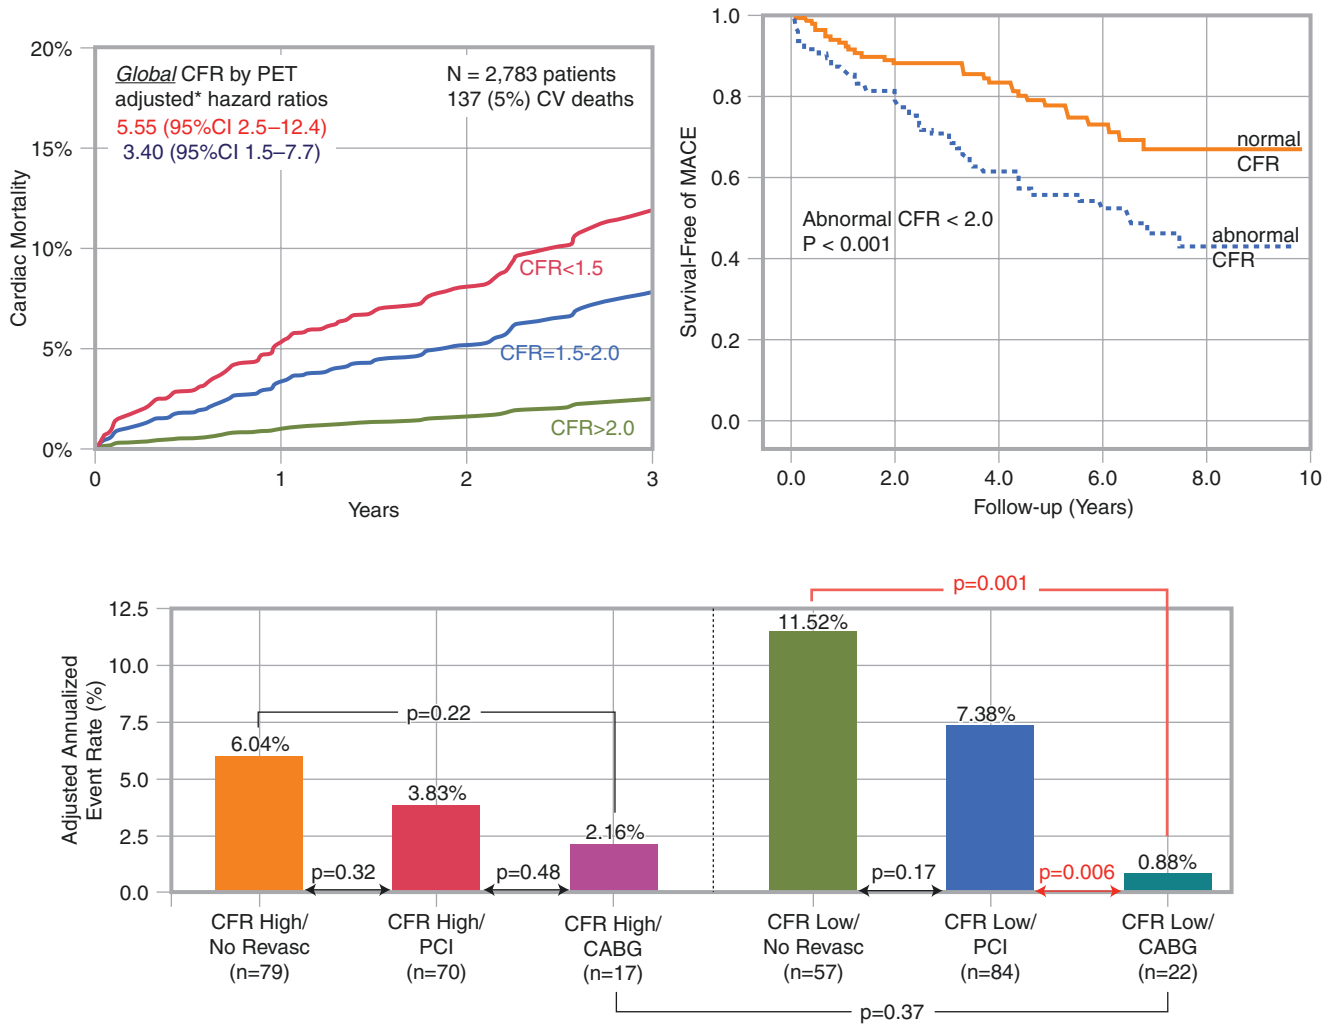 20%
15%
10%
5%
0%
Cardiac Mortality
Global CFR by PET
adjusted* hazard ratios
5.55 (95%CI 2.5–12.4)
3.40 (95%CI 1.5–7.7)
N = 2,783 patients
137 (5%) CV deaths
CFR<1.5
CFR=1.5-2.0
CFR>2.0
0
1
2
3
Years
1.0
0.8
0.6
0.4
0.2
0.0
Survival-Free of MACE
normal
CFR
Abnormal CFR < 2.0
P < 0.001
abnormal
CFR
0.0
2.0
4.0
6.0
8.0
10
Follow-up (Years)
12.5
10.0
7.5
5.0
2.5
0.0
Adjusted Annualized
Event Rate (%)
p=0.001
11.52%
p=0.22
7.38%
6.04%
3.83%
2.16%
0.88%
p=0.32
p=0.48
p=0.17
p=0.006
CFR High/
No Revasc
(n=79)
CFR High/
PCI
(n=70)
CFR High/
CABG
(n=17)
CFR Low/
No Revasc
(n=57)
CFR Low/
PCI
(n=84)
CFR Low/
CABG
(n=22)
p=0.37